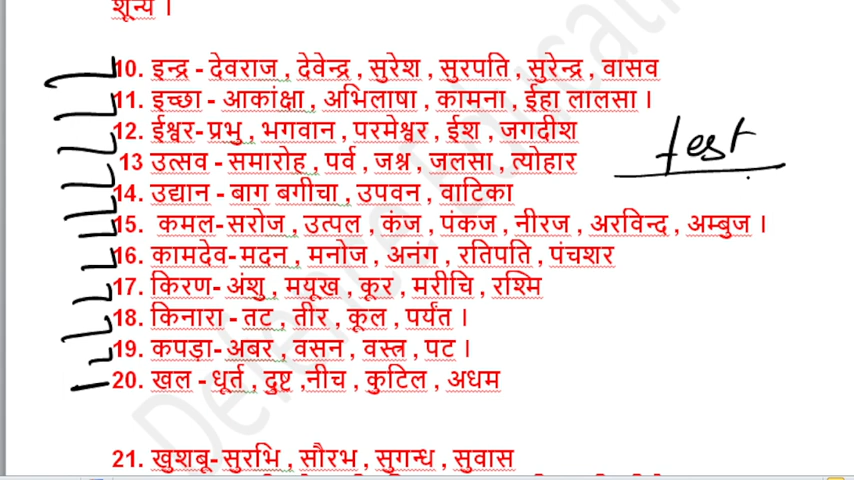 शून्य ।
10. इन्द्र - देवराज , देवेन्द्र , सुरेश , सुरपति , सुरेन्द्र , वासव
11. इच्छा - आकांक्षा , अभिलाषा , कामना , ईहा लालसा ।
12. ईश्वर- प्रभु , भगवान , परमेश्वर , ईश , जगदीश
test
13 उत्सव - समारोह , पर्व , जश्न , जलसा , त्योहार
14. उद्यान - बाग बगीचा , उपवन , वाटिका
15. कमल-सरोज , उत्पल , कंज , पंकज , नीरज , अरविन्द , अम्बुज ।
16. कामदेव- मदन , मनोज , अनंग , रतिपति , पंचशर
17. किरण- अंशु , मयूख , कूर , मरीचि , रश्मि
18. किनारा - तट , तीर , कूल , पर्यंत ।
19. कपड़ा- अबर , वसन , वस्त्र , पट ।
20. खल - धूर्त , दुष्ट ,नीच , कुटिल , अधम
21. खुशबू- सुरभि , सौरभ , सुगन्ध , सुवास
Defence Education